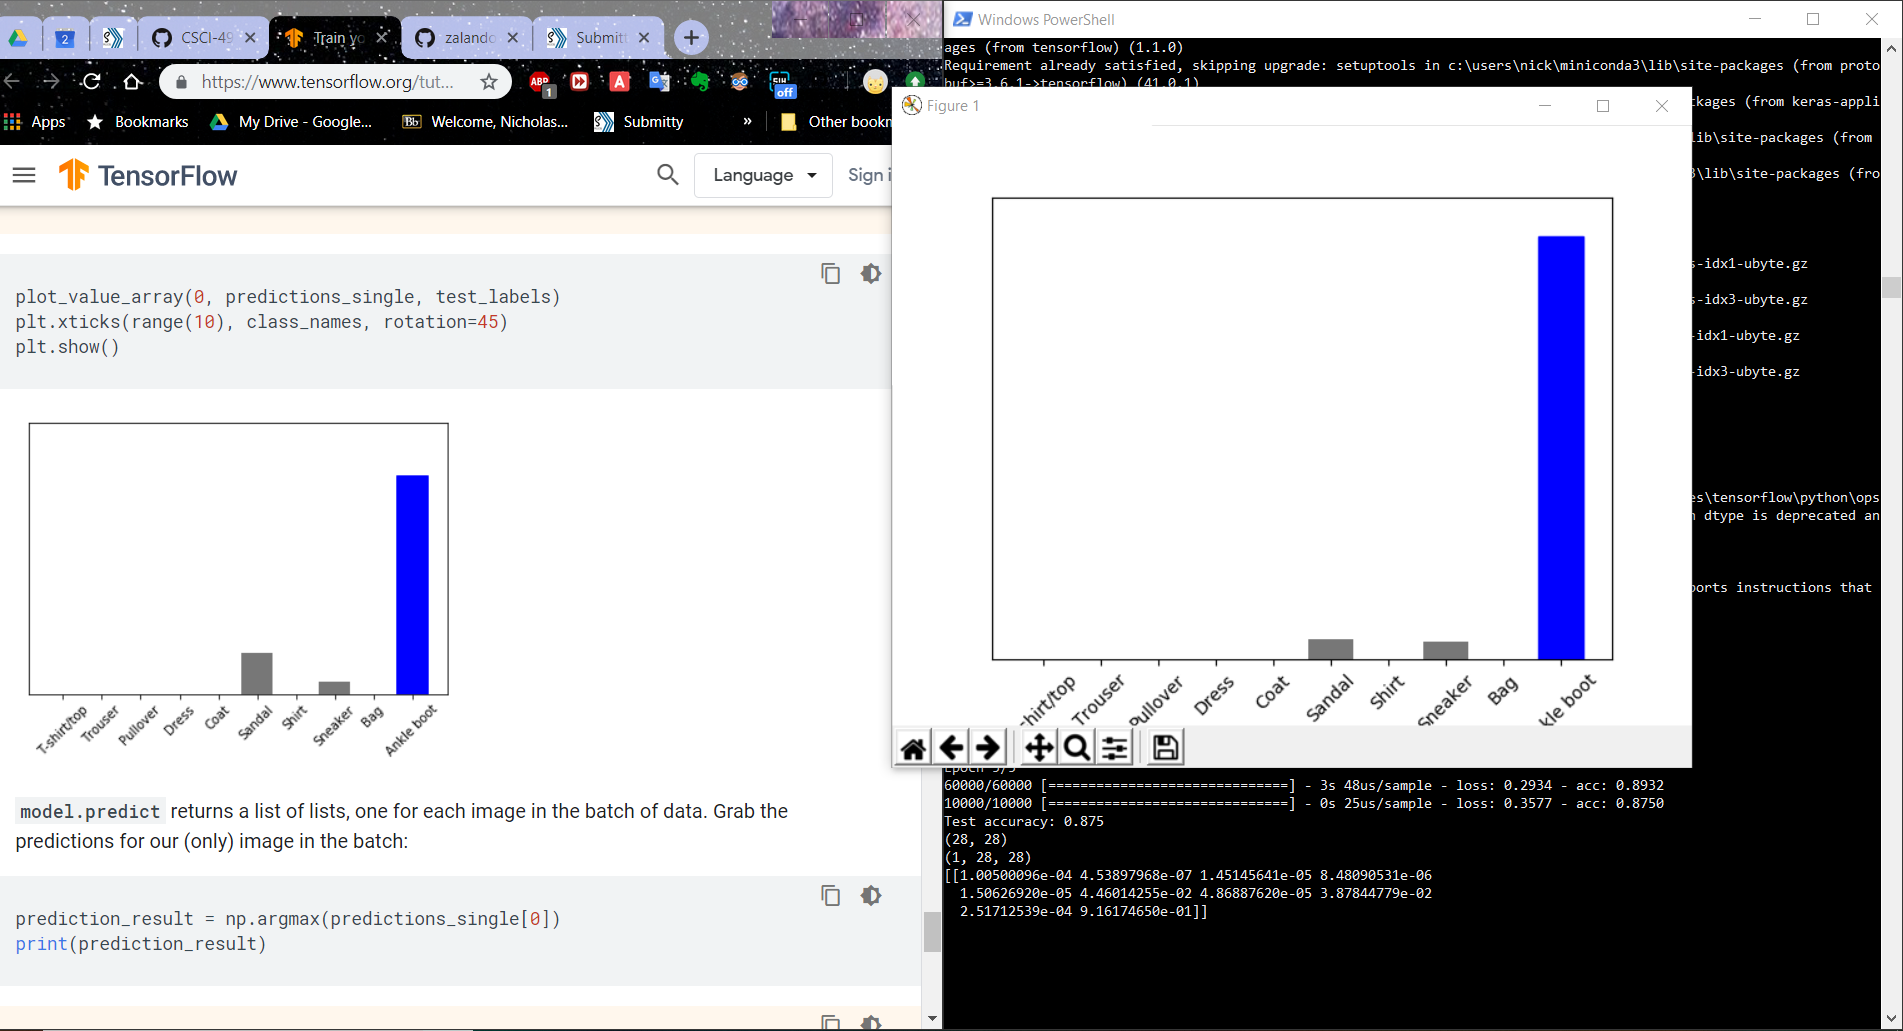 2
CSCI-49
Train yo
zalando
Submitt
https://www.tensorflow.org/tut...
ABP
1
A
off
Apps
Bookmarks
My Drive - Google...
Bb
Welcome, Nicholas...
Submitty
»
Other bookn
TensorFlow
Language
Sign i
plot_value_array(0, predictions_single, test_labels)
plt.xticks(range(10), class_names, rotation=45)
plt.show()
T-shirt/top
Trouser
Pullover
Dress
Coat
Sandal
Shirt
Sneaker
Bag
Ankle boot
model.predict returns a list of lists, one for each image in the batch of data. Grab the
predictions for our (only) image in the batch:
prediction_result = np.argmax(predictions_single[0])
print(prediction_result)
Windows PowerShell
ages (from tensorflow) (1.1.0)
Requirement already satisfied, skipping upgrade: setuptools in c:\users\nick\miniconda3\lib\site-packages (from proto
buf>=3.6.1->tensorflow) (41.0.1)
ckages (from keras-appli
lib\site-packages (from
3\lib\site-packages (fro
s-idx1-ubyte.gz
s-idx3-ubyte.gz
-idx1-ubyte.gz
-idx3-ubyte.gz
es\tensorflow\python\ops
n dtype is deprecated an
ports instructions that
Figure 1
-shirt/top
Trouser
Pullover
Dress
Coat
Sandal
Shirt
Sneaker
Bag
kle boot
Epoch 5/5
60000/60000 [==============================] - 3s 48us/sample - loss: 0.2934 - acc: 0.8932
10000/10000 [==============================] - 0s 25us/sample - loss: 0.3577 - acc: 0.8750
Test accuracy: 0.875
(28, 28)
(1, 28, 28)
[[1.00500096e-04 4.53897968e-07 1.45145641e-05 8.48090531e-06
1.50626920e-05 4.46014255e-02 4.86887620e-05 3.87844779e-02
2.51712539e-04 9.16174650e-01]]